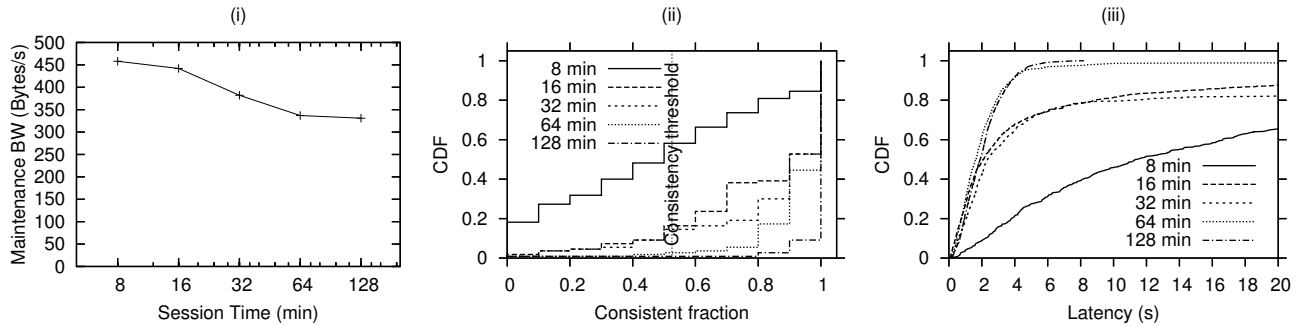 (i)
Maintenance BW (Bytes/s)
500
450
400
350
300
250
200
150
100
50
0
8 16 32 64 128
Session Time (min)
(ii)
CDF
1
0.8
0.6
0.4
0.2
0
8 min
16 min
32 min
64 min
128 min
Consistency threshold
0 0.2 0.4 0.6 0.8 1
Consistent fraction
(iii)
CDF
1
0.8
0.6
0.4
0.2
0
8 min
16 min
32 min
64 min
128 min
0 2 4 6 8 10 12 14 16 18 20
Latency (s)